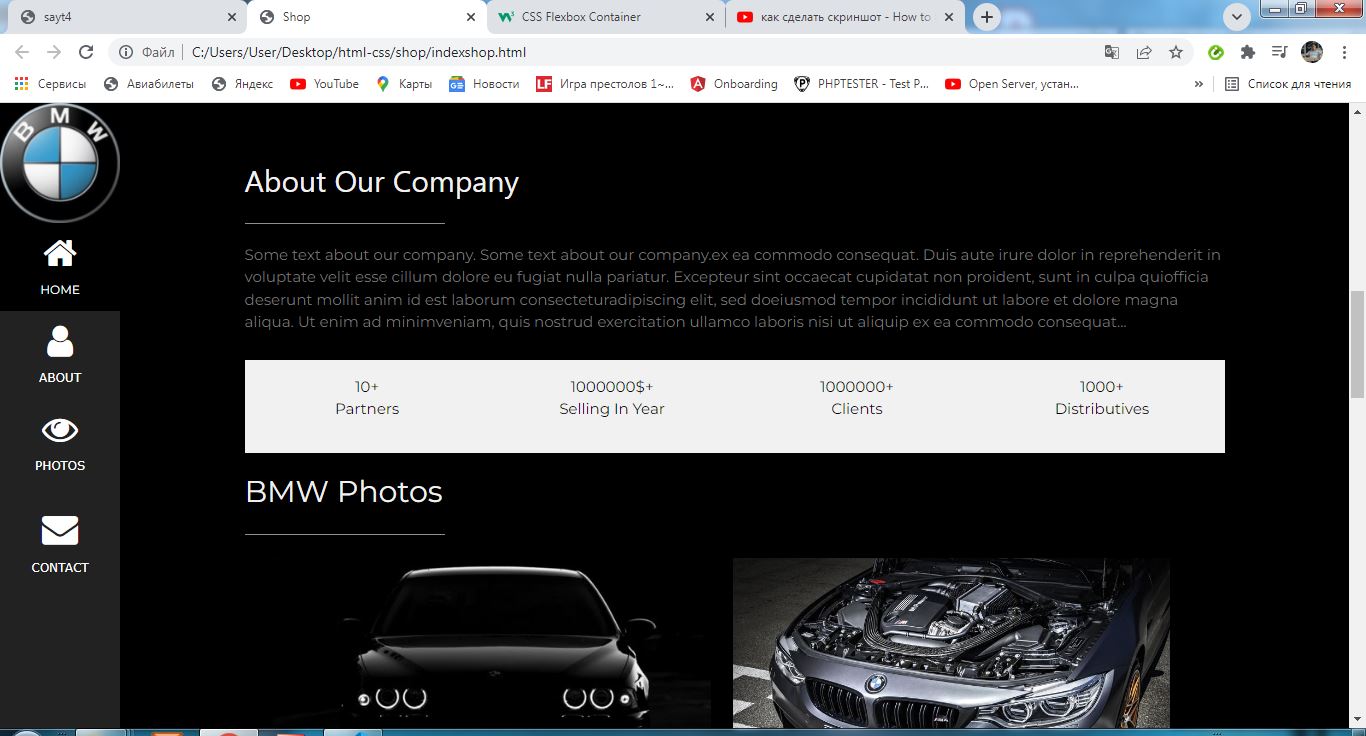 sayt4
Shop
CSS Flexbox Container
как сделать скриншот - How to
Файл
C:/Users/User/Desktop/html-css/shop/indexshop.html
Сервисы
Авиабилеты
Яндекс
YouTube
Карты
Новости
Игра престолов 1~...
Onboarding
PHPTESTER - Test P...
Open Server, устан...
»
Список для чтения
BMW
HOME
ABOUT
PHOTOS
CONTACT
About Our Company
Some text about our company. Some text about our company.ex ea commodo consequat. Duis aute irure dolor in reprehenderit in
voluptate velit esse cillum dolore eu fugiat nulla pariatur. Excepteur sint occaecat cupidatat non proident, sunt in culpa quiofficia
deserunt mollit anim id est laborum consecteturadipiscing elit, sed doeiusmod tempor incididunt ut labore et dolore magna
aliqua. Ut enim ad minimveniam, quis nostrud exercitation ullamco laboris nisi ut aliquip ex ea commodo consequat...
10+
Partners
1000000$+
Selling In Year
1000000+
Clients
1000+
Distributives
BMW Photos